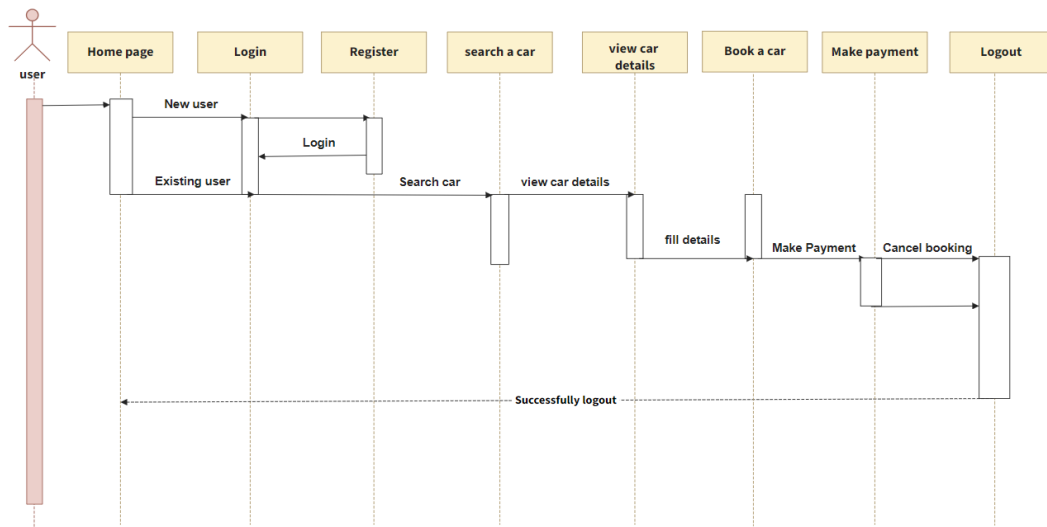 user
Home page
Login
Register
search a car
view car
details
Book a car
Make payment
Logout
New user
Login
Existing user
Search car
view car details
fill details
Make Payment
Cancel booking
Successfully logout